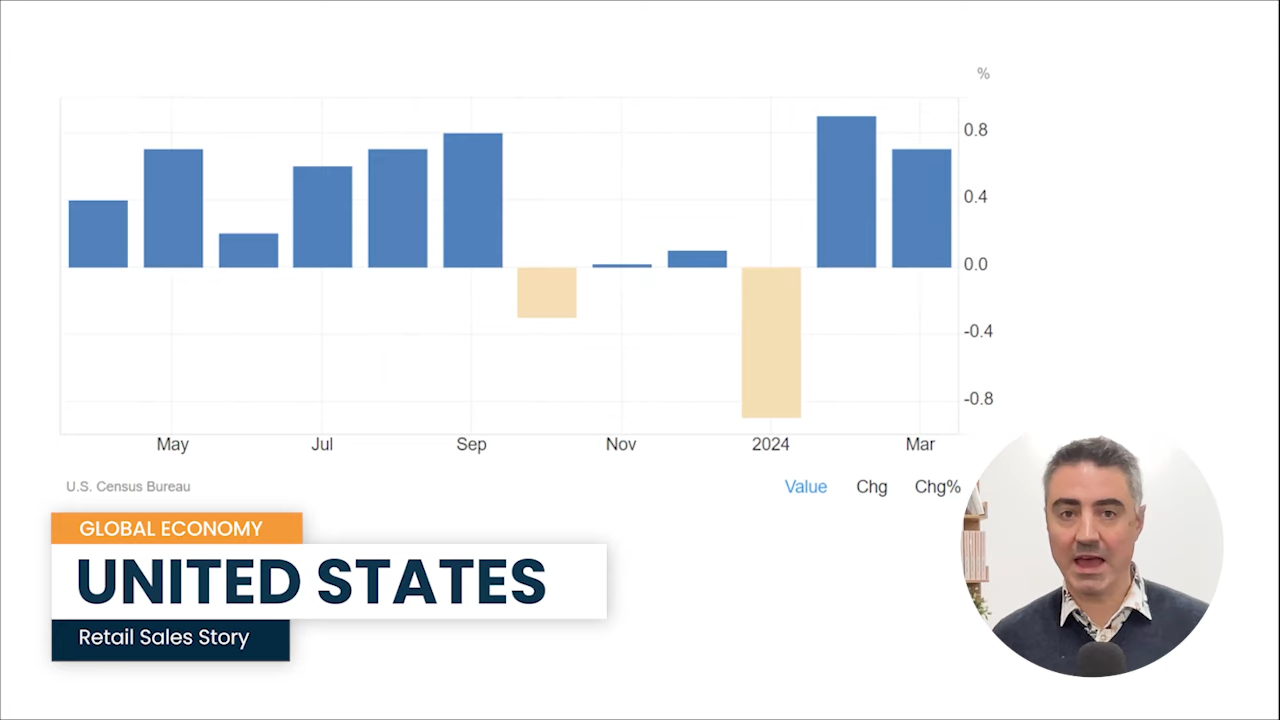 %
0.8
0.4
0.0
-0.4
-0.8
May Jul Sep Nov 2024 Mar
U.S. Census Bureau Value Chg Chg%
GLOBAL ECONOMY
UNITED STATES
Retail Sales Story